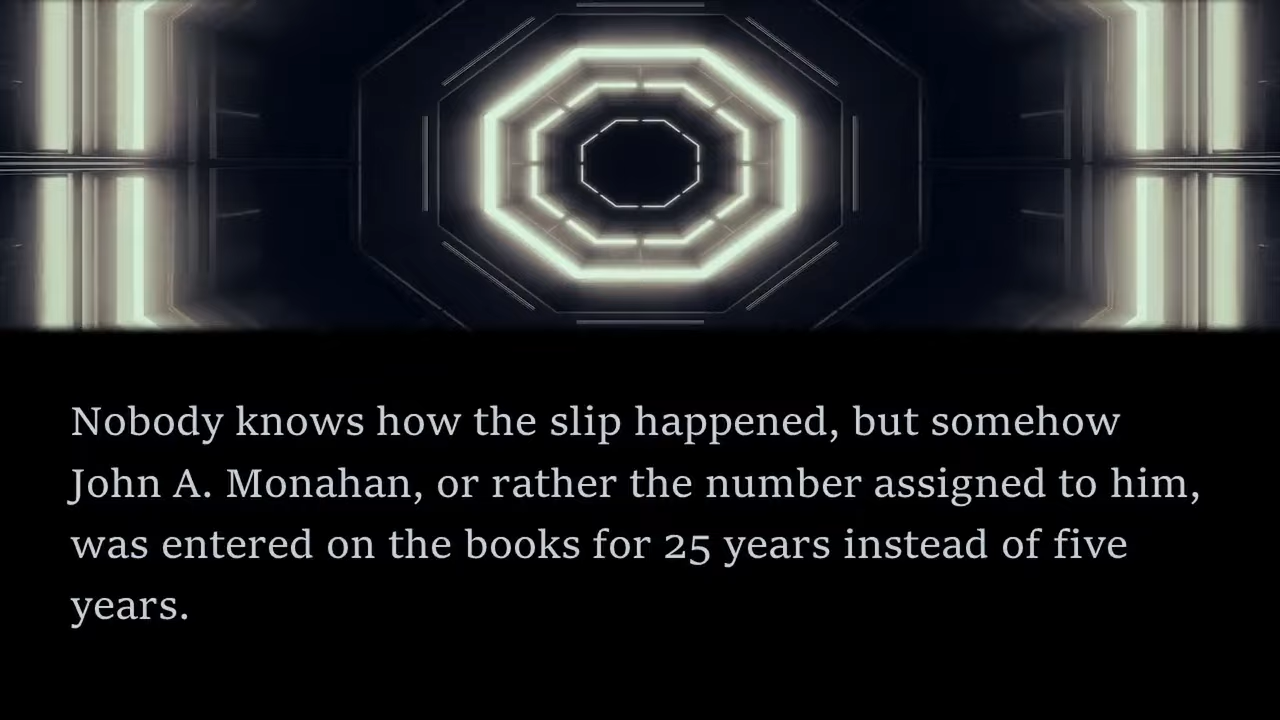 Nobody knows how the slip happened, but somehow
John A. Monahan, or rather the number assigned to him,
was entered on the books for 25 years instead of five
years.